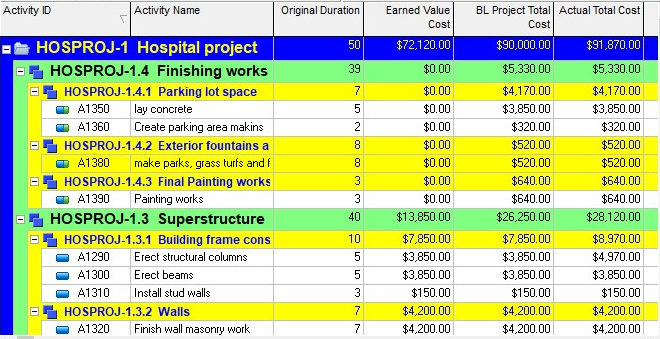 Activity ID Activity Name Original Duration Earned Value Cost BL Project Total Cost Actual Total Cost
HOSPROJ-1 Hospital project 50 $72,120.00 $90,000.00 $91,870.00
HOSPROJ-1.4 Finishing works 39 $0.00 $5,330.00 $5,330.00
HOSPROJ-1.4.1 Parking lot space 7 $0.00 $4,170.00 $4,170.00
A1350 lay concrete 5 $0.00 $3,850.00 $3,850.00
A1360 Create parking area makins 2 $0.00 $320.00 $320.00
HOSPROJ-1.4.2 Exterior fountains a 8 $0.00 $520.00 $520.00
A1380 make parks, grass turfs and f 8 $0.00 $520.00 $520.00
HOSPROJ-1.4.3 Final Painting works 3 $0.00 $640.00 $640.00
A1390 Painting works 3 $0.00 $640.00 $640.00
HOSPROJ-1.3 Superstructure 40 $13,850.00 $26,250.00 $28,120.00
HOSPROJ-1.3.1 Building frame cons 10 $7,850.00 $7,850.00 $8,970.00
A1290 Erect structural columns 5 $3,850.00 $3,850.00 $4,970.00
A1300 Erect beams 5 $3,850.00 $3,850.00 $3,850.00
A1310 Install stud walls 3 $150.00 $150.00 $150.00
HOSPROJ-1.3.2 Walls 7 $4,200.00 $4,200.00 $4,200.00
A1320 Finish wall masonry work 7 $4,200.00 $4,200.00 $4,200.00